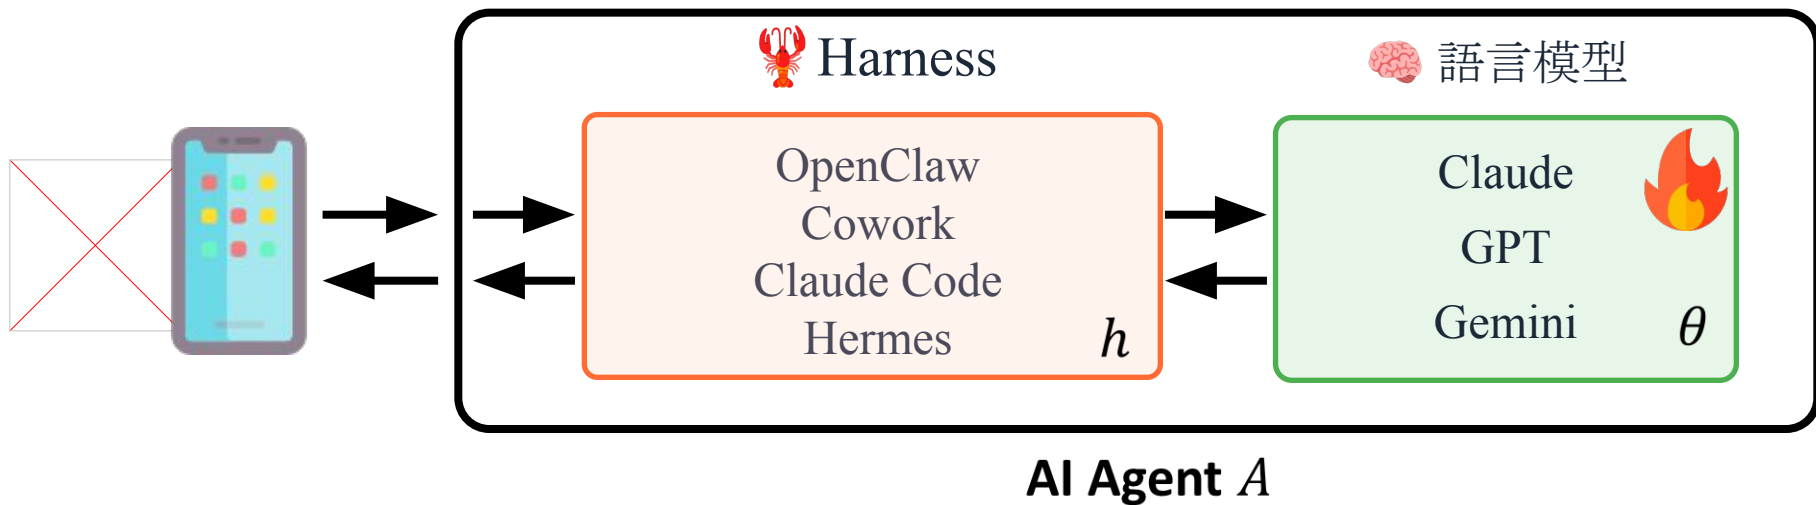 Harness
語言模型
OpenClaw
Cowork
Claude Code
Hermes
h
Claude
GPT
Gemini
θ
AI Agent A